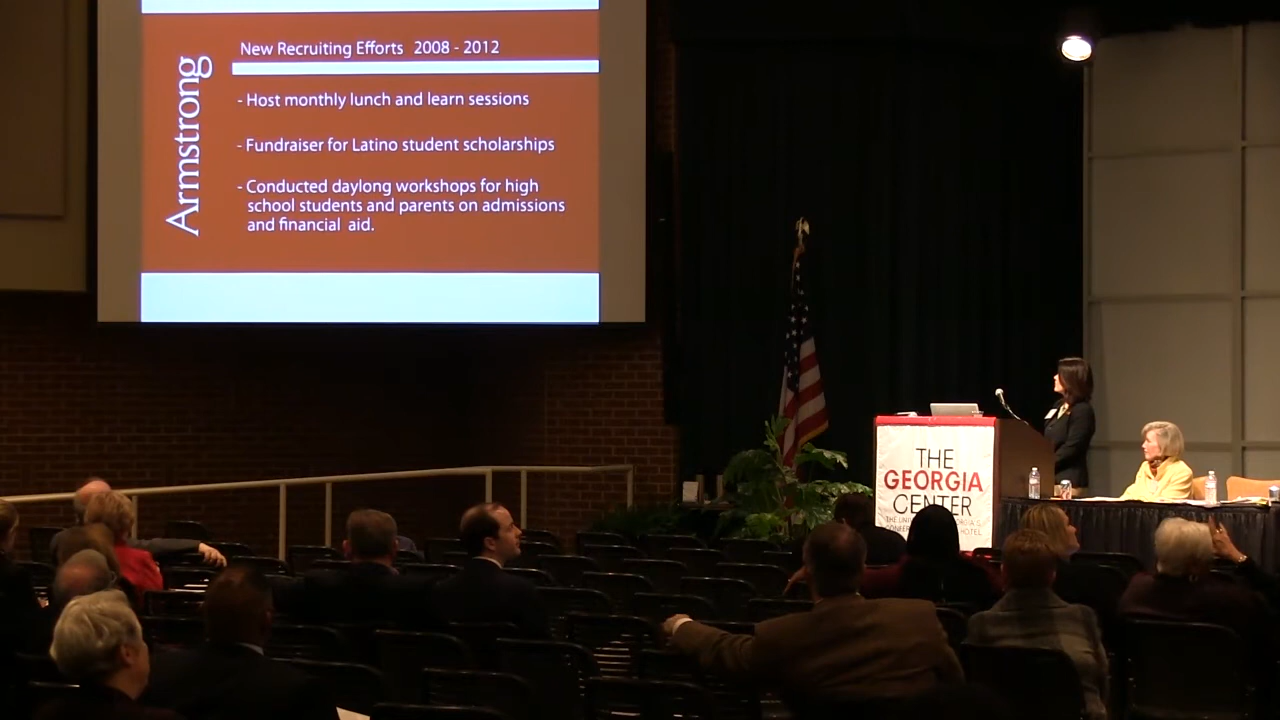 New Recruiting Efforts 2008 - 2012
Armstrong
- Host monthly lunch and learn sessions
- Fundraiser for Latino student scholarships
- Conducted daylong workshops for high
school students and parents on admissions
and financial aid.
THE
GEORGIA
CENTER
HOTEL